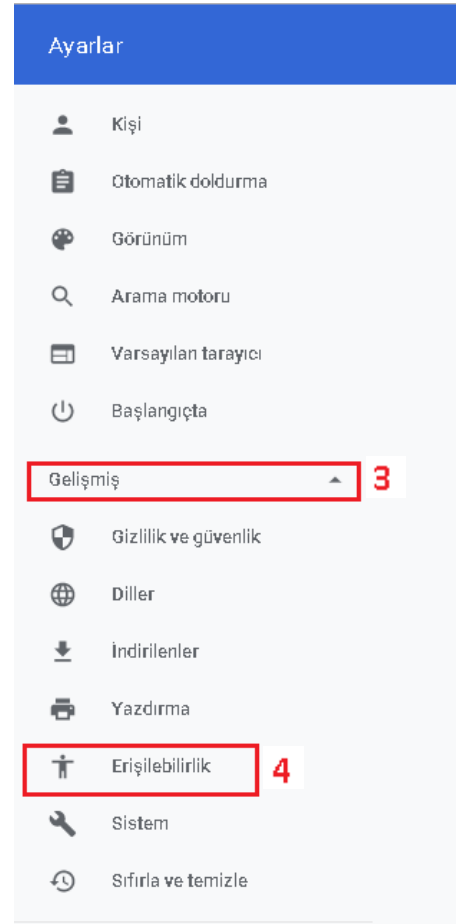 Ayarlar
Kişi
Otomatik doldurma
Görünüm
Arama motoru
Varsayılan tarayıcı
Başlangıçta
Gelişmiş 3
Gizlilik ve güvenlik
Diller
İndirilenler
Yazdırma
Erişilebilirlik 4
Sistem
Sıfırla ve temizle